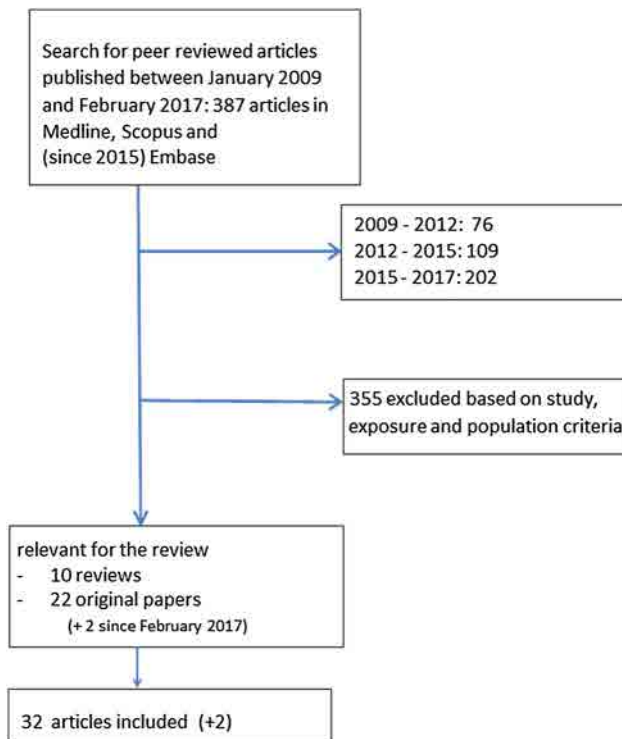 Search for peer reviewed articles
published between January 2009
and February 2017: 387 articles in
Medline, Scopus and
(since 2015) Embase
2009 - 2012: 76
2012 - 2015: 109
2015 - 2017: 202
355 excluded based on study,
exposure and population criteria
relevant for the review
- 10 reviews
- 22 original papers
(+ 2 since February 2017)
32 articles included (+2)